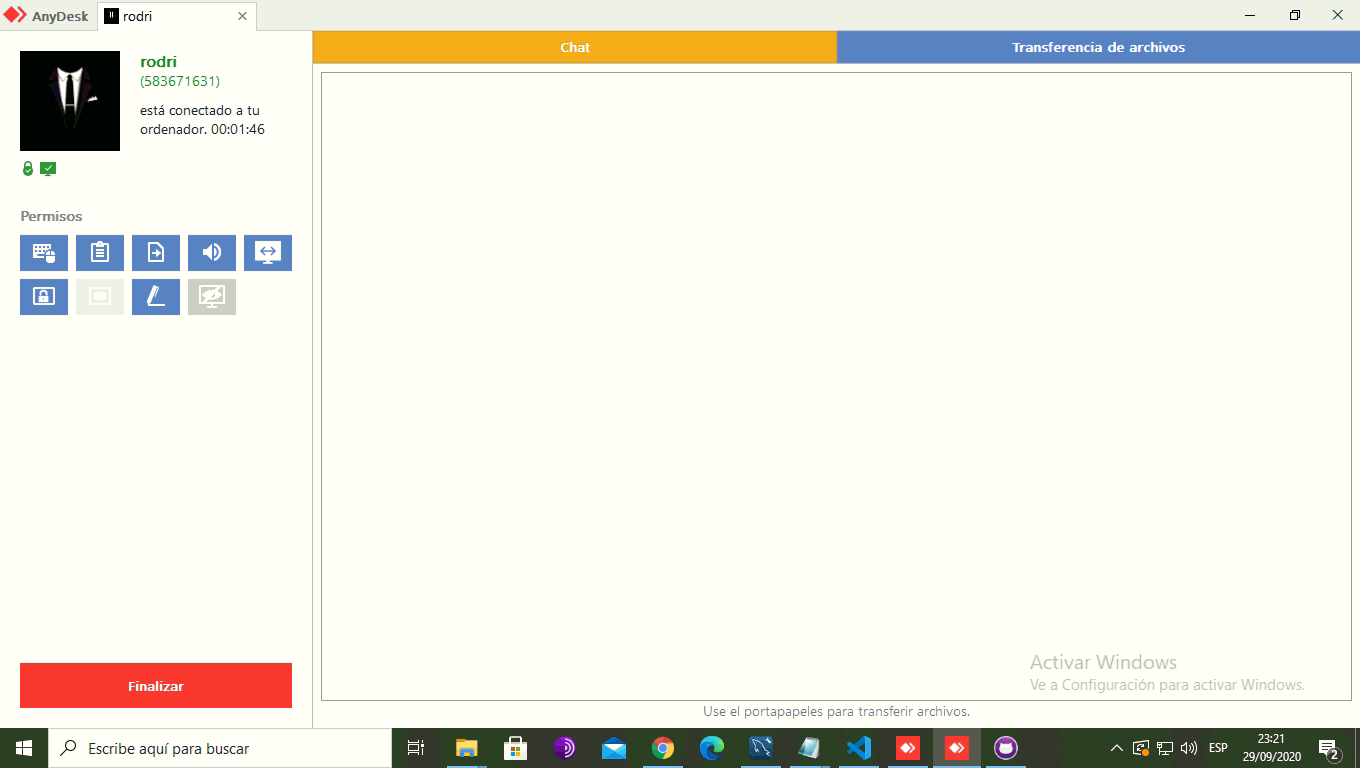 AnyDesk
rodri
rodri
(583671631)
está conectado a tu
ordenador. 00:01:46
Permisos
Finalizar
Chat
Transferencia de archivos
Activar Windows
Ve a Configuración para activar Windows.
Use el portapapeles para transferir archivos.
Escribe aquí para buscar
ESP
23:21
29/09/2020
2